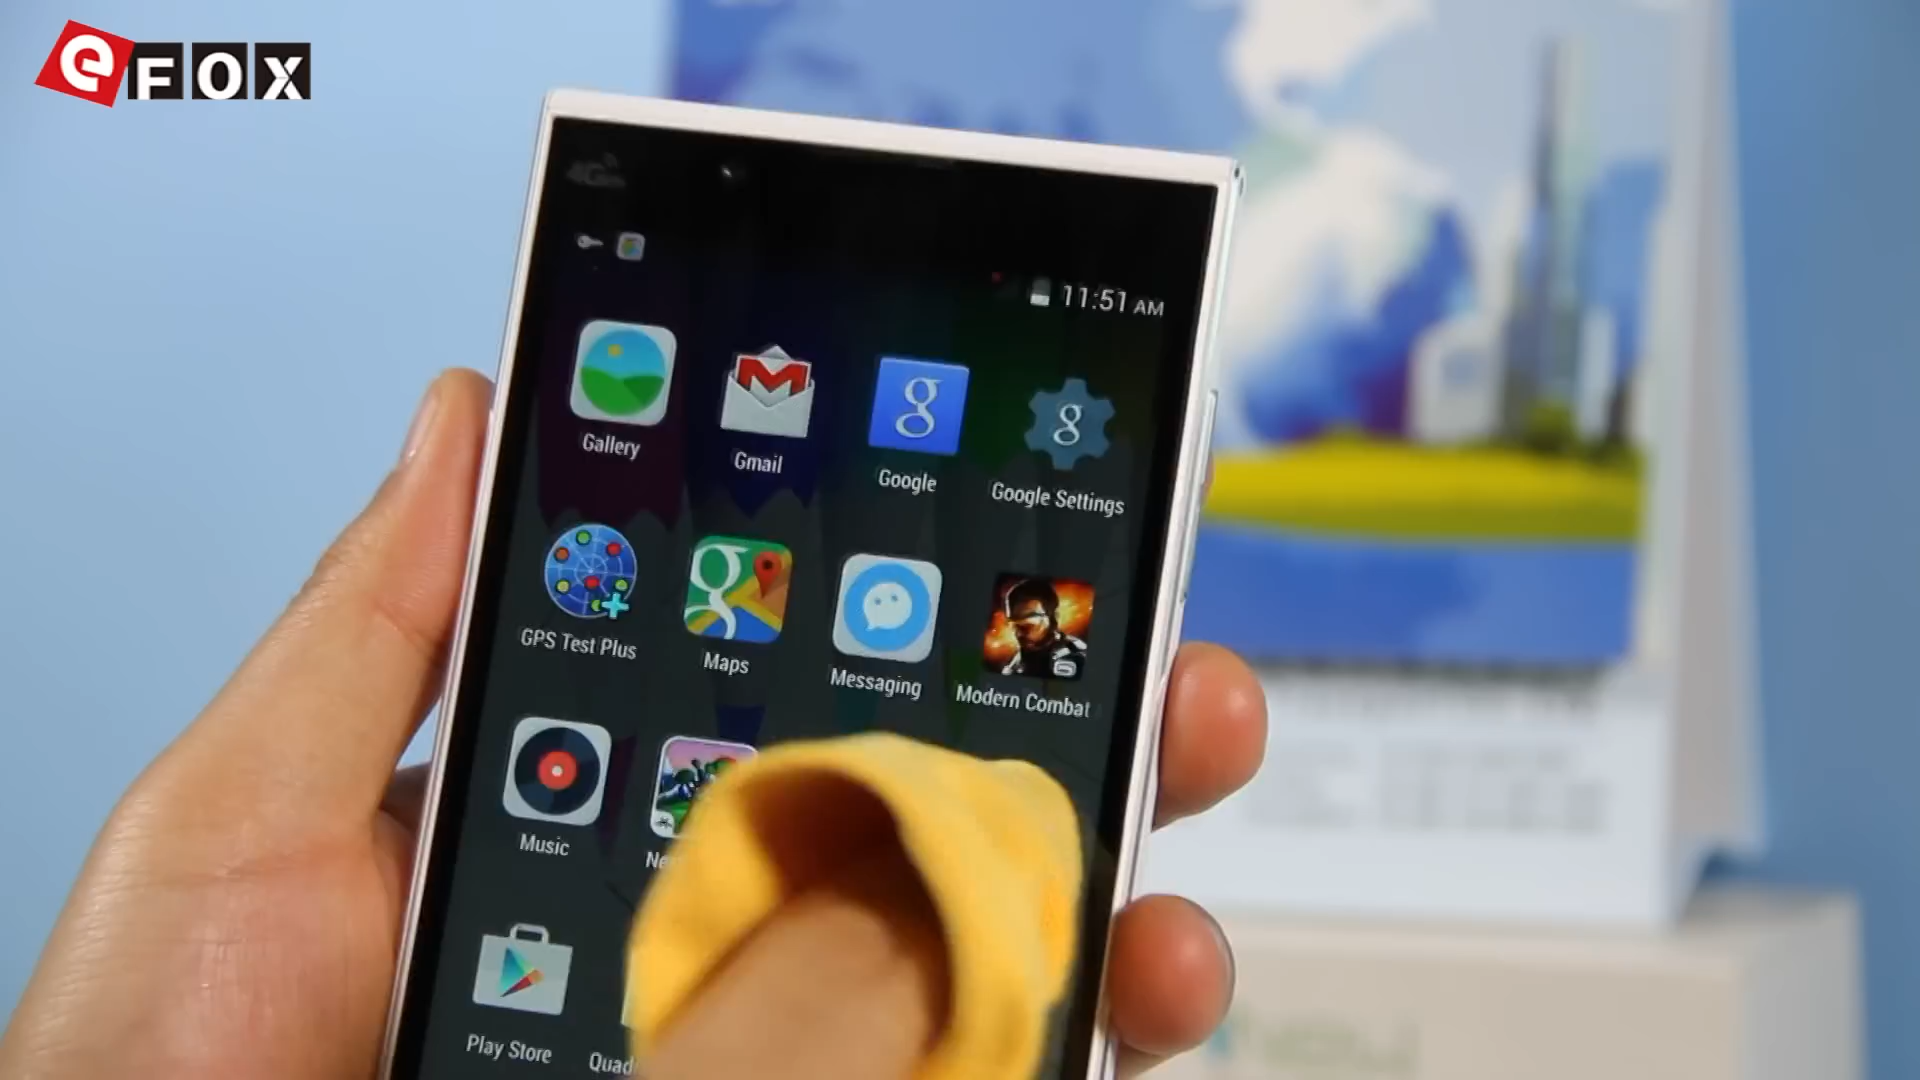 eFOX
4G
11:51 AM
Gallery
Gmail
Google
Google Settings
GPS Test Plus
Maps
Messaging
Modern Combat
Music
Play Store